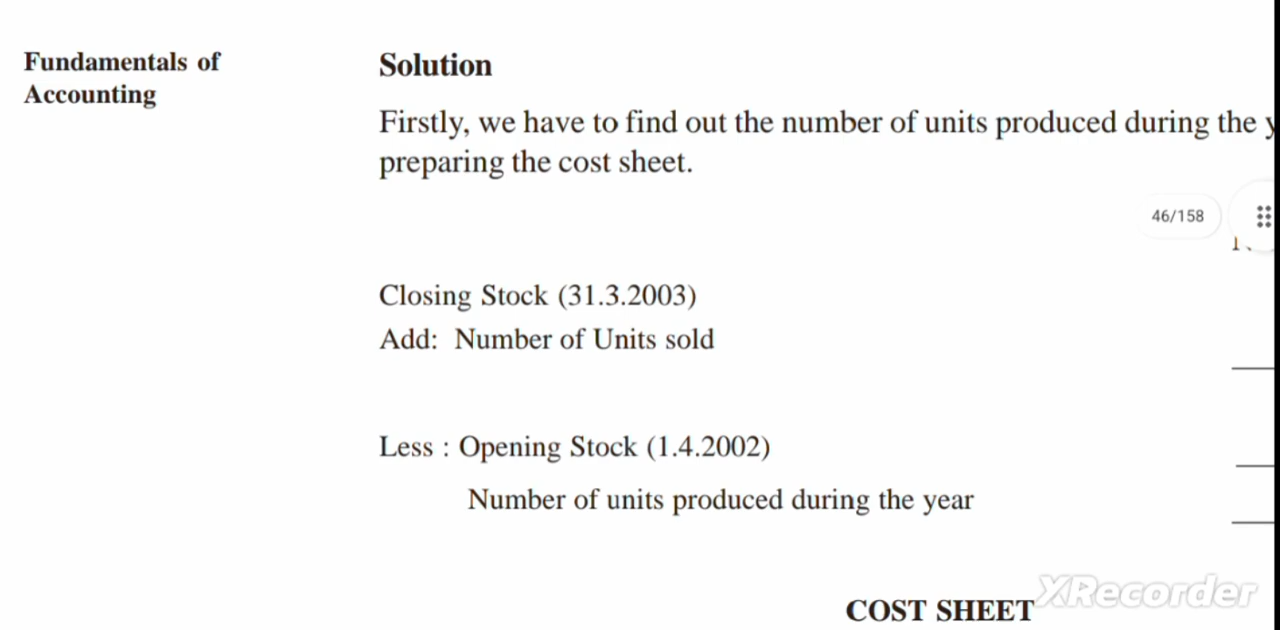 Fundamentals of
Accounting
Solution
Firstly, we have to find out the number of units produced during the
preparing the cost sheet.
46/158
Closing Stock (31.3.2003)
Add: Number of Units sold
Less : Opening Stock (1.4.2002)
Number of units produced during the year
COST SHEET
XRecorder